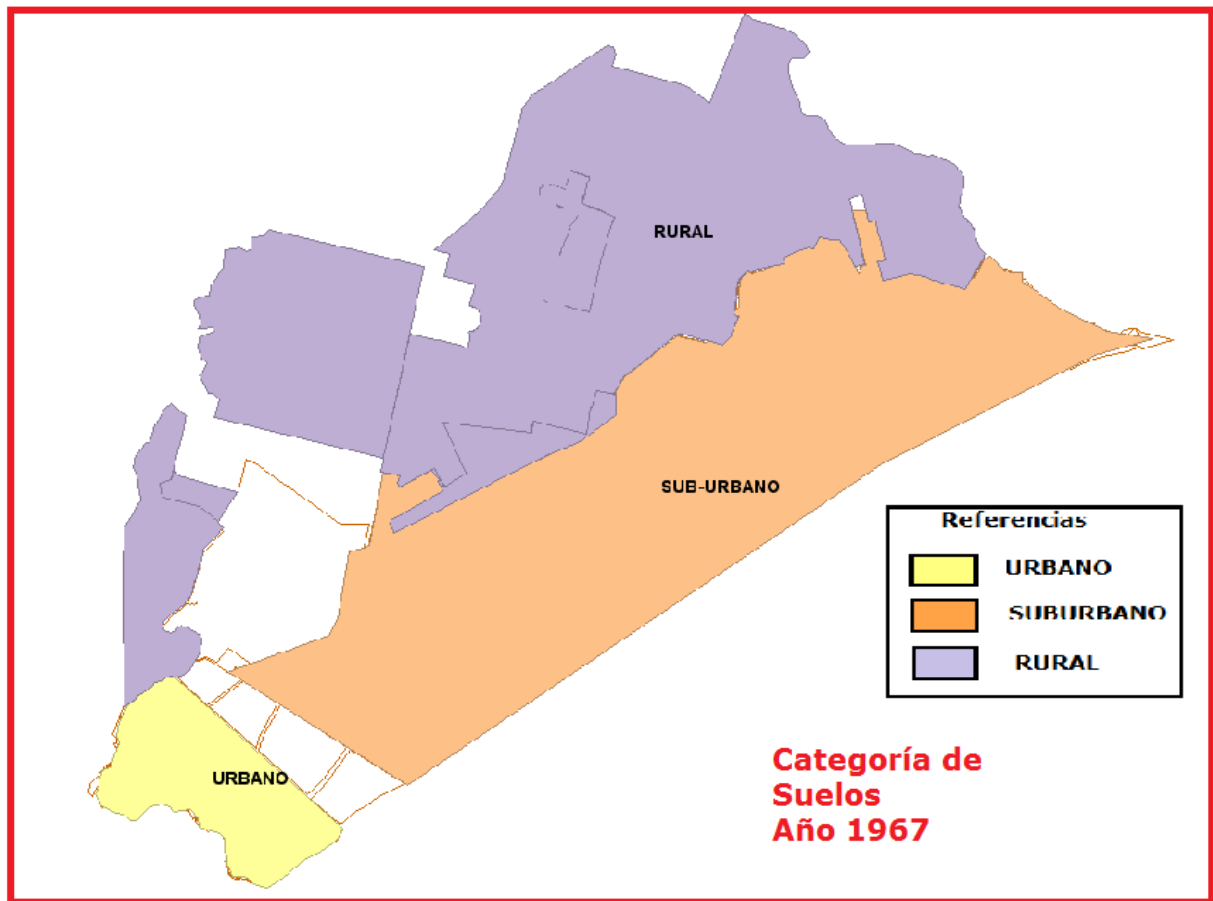 RURAL
SUB-URBANO
URBANO
Referencias
URBANO
SUBURBANO
RURAL
Categoría de
Suelos
Año 1967